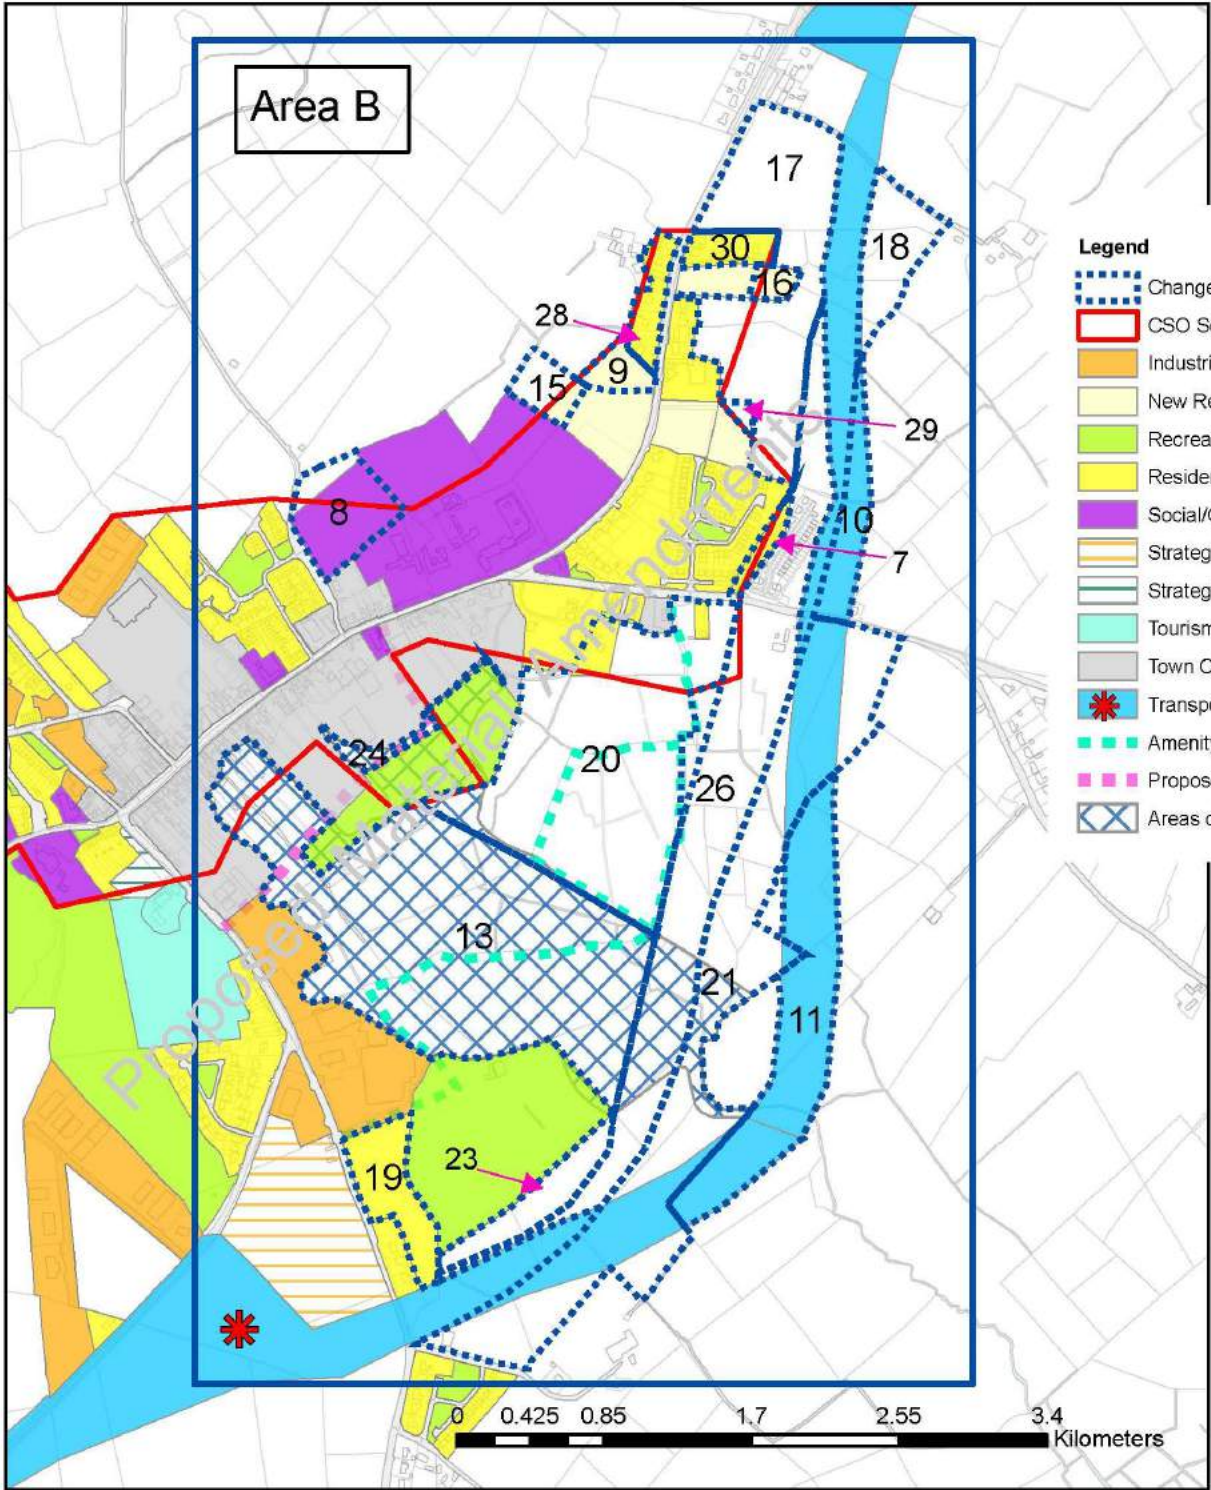 Area B
17
18
30
16
28
9
15
29
8
10
7
24
20
26
13
21
11
19
23
Proposed Material Amendments
Legend
Change
CSO S
Industri
New Re
Recrea
Reside
Social/
Strateg
Strateg
Tourism
Town C
Transp
Amenit
Propos
Areas
0 0.425 0.85 1.7 2.55 3.4
Kilometers